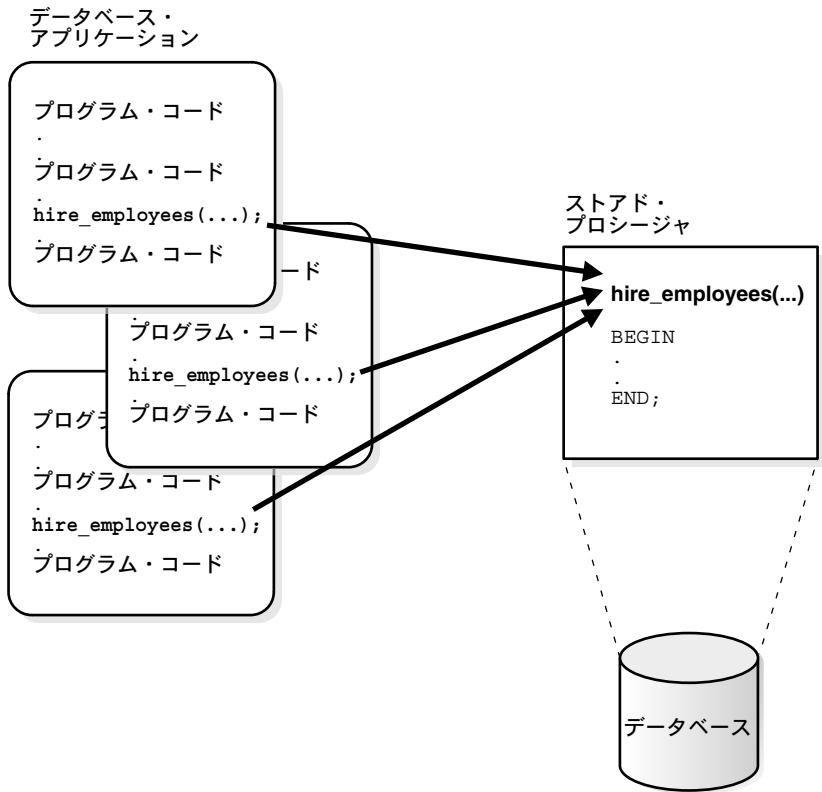 データベース・
アプリケーション
プログラム・コード
.
.
プログラム・コード
.
hire_employees(...);
.
プログラム・コード
ード
.
プログラム・コード
.
hire_employees(...);
.
プログラム・コード
プログラ
.
.
プログラム・コード
.
hire_employees(...);
.
プログラム・コード
ストアド・
プロシージャ
hire_employees(...)
BEGIN
.
.
END;
データベース